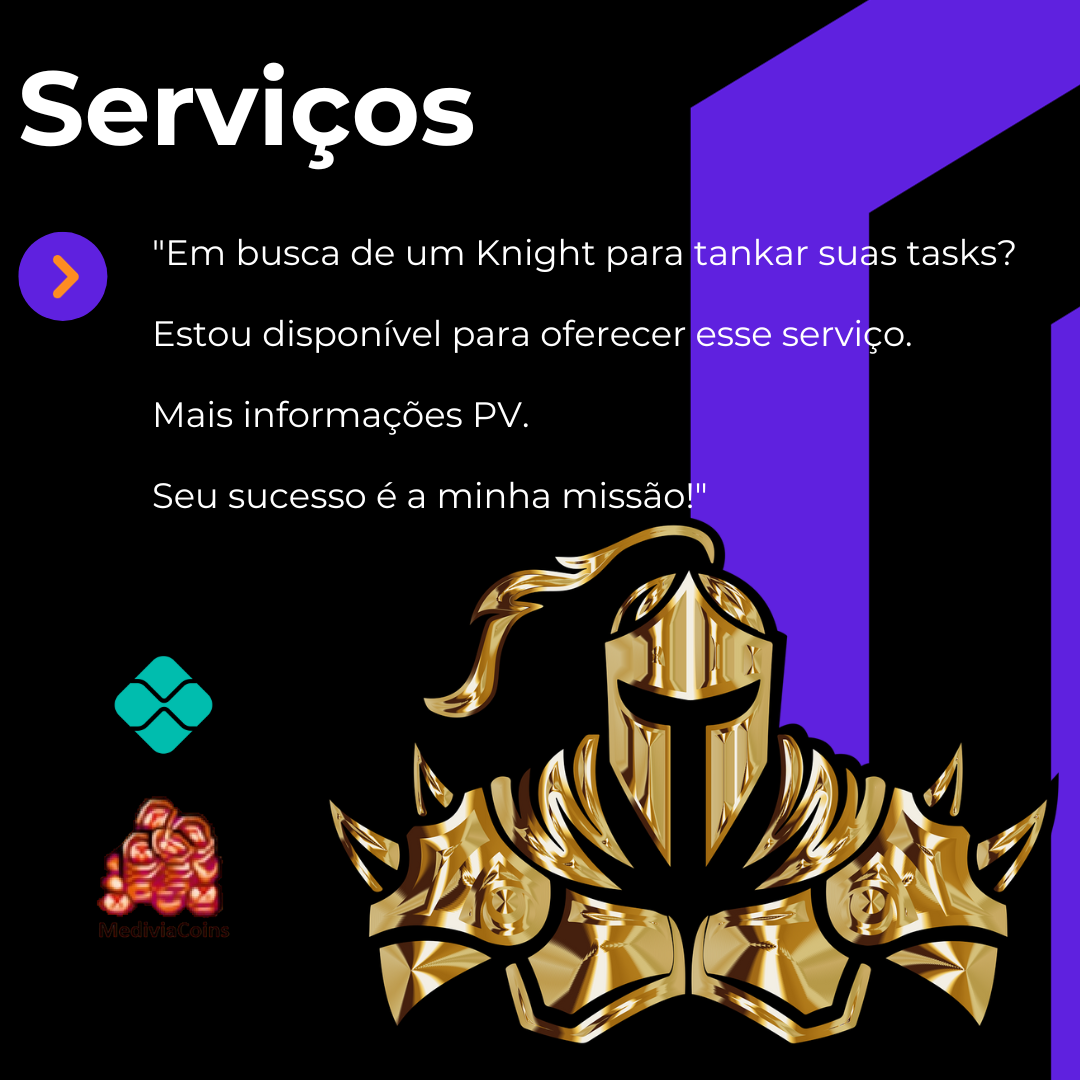 Serviços
"Em busca de um Knight para tankar suas tasks?
Estou disponível para oferecer esse serviço.
Mais informações PV.
Seu sucesso é a minha missão!"
MediviaCoins